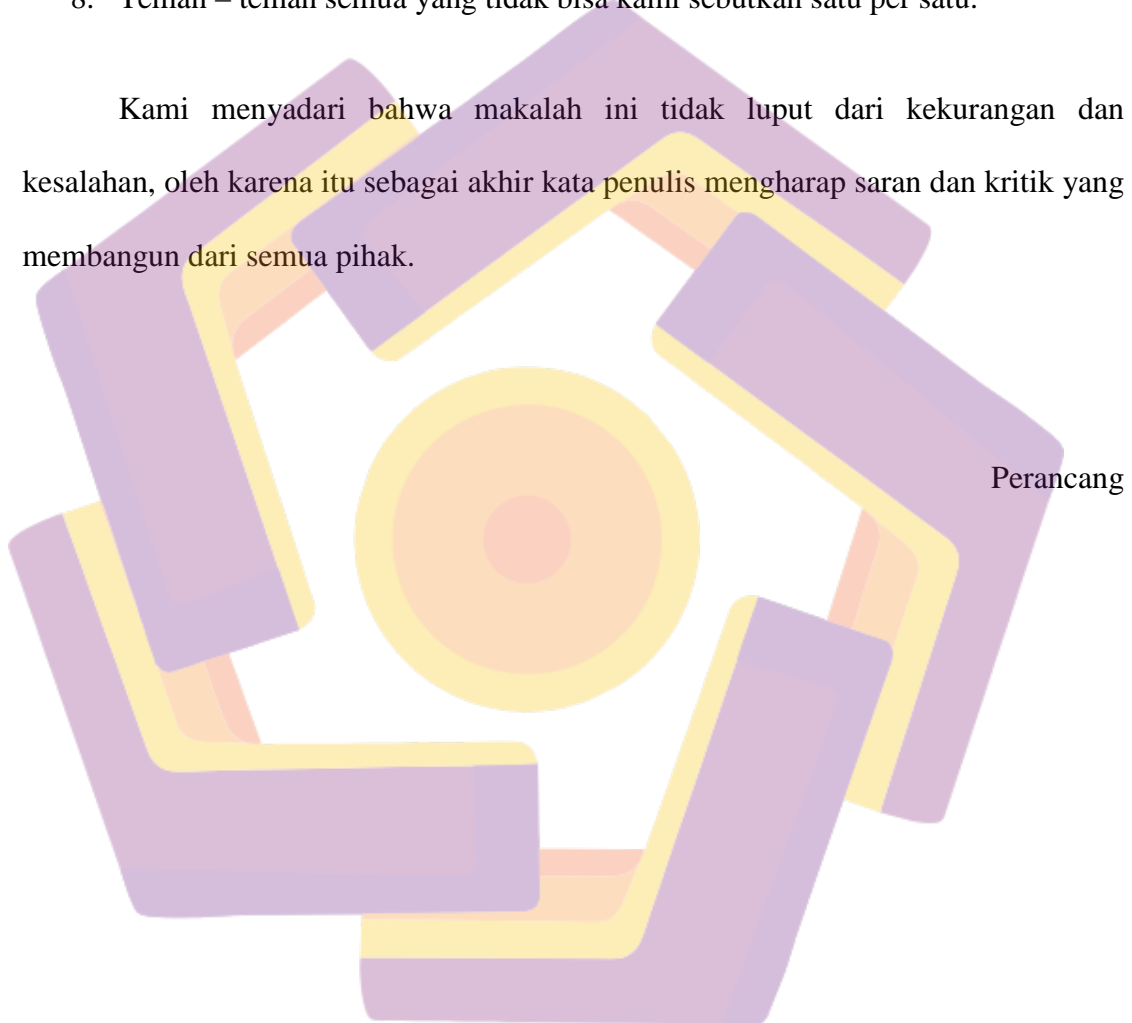 8. Teman – teman semua yang tidak bisa kami sebutkan satu per satu.
Kami menyadari bahwa makalah ini tidak luput dari kekurangan dan
kesalahan, oleh karena itu sebagai akhir kata penulis mengharap saran dan kritik yang
membangun dari semua pihak.
Perancang